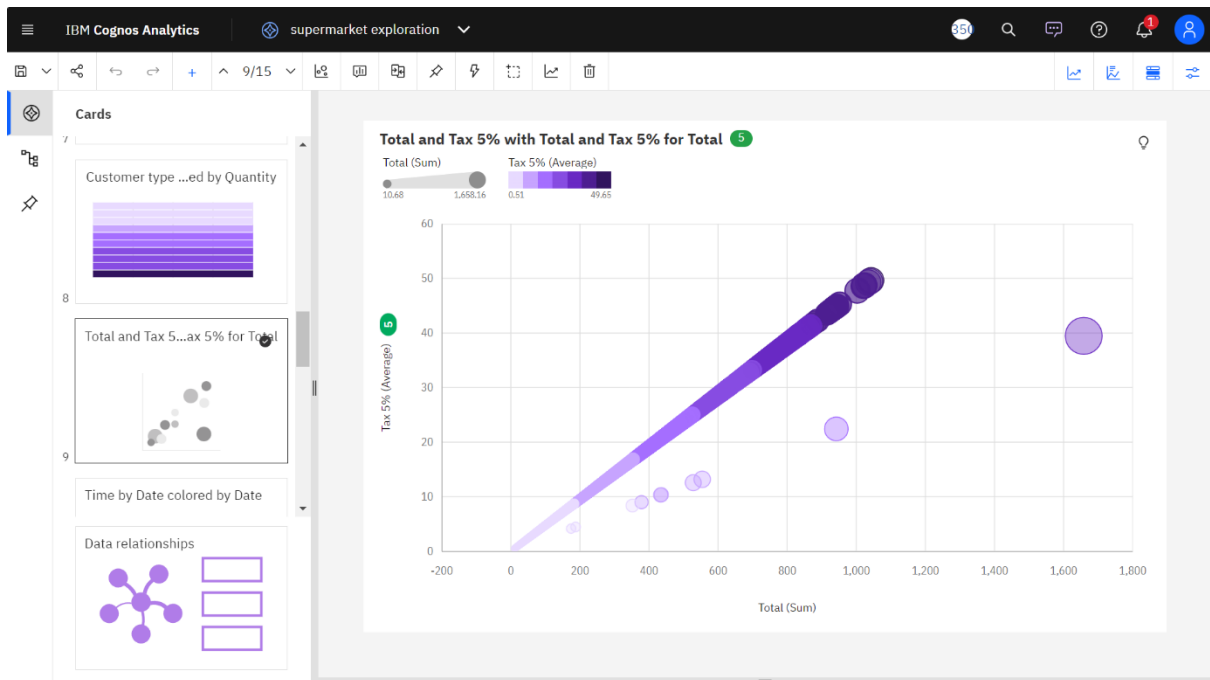 IBM Cognos Analytics
supermarket exploration
350
1
9/15
Cards
7
Customer type ...ed by Quantity
8
Total and Tax 5...ax 5% for Total
9
Time by Date colored by Date
Data relationships
Total and Tax 5% with Total and Tax 5% for Total 5
Total (Sum)
10.68 1,658.16
Tax 5% (Average)
0.51 49.65
Tax 5% (Average) 5
60
50
40
30
20
10
0
-200 0 200 400 600 800 1,000 1,200 1,400 1,600 1,800
Total (Sum)